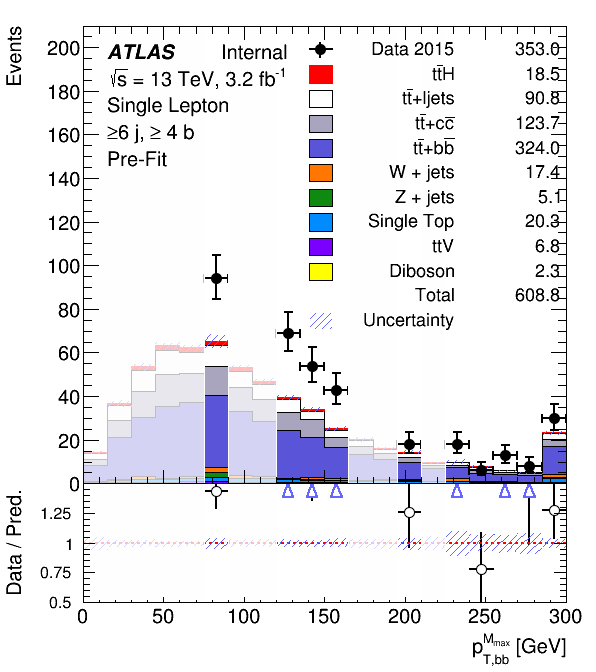 Events
200
180
160
140
120
100
80
60
40
20
0
ATLAS Internal
√s = 13 TeV, 3.2 fb⁻¹
Single Lepton
≥6 j, ≥ 4 b
Pre-Fit
Data 2015 353.0
tt̄H 18.5
tt̄+ljets 90.8
tt̄+cc̄ 123.7
tt̄+bb̄ 324.0
W + jets 17.4
Z + jets 5.1
Single Top 20.3
ttV 6.8
Diboson 2.3
Total 608.8
Uncertainty
Data / Pred.
1.25
1
0.75
0.5
0 50 100 150 200 250 300
p_{T,bb}^{M_{max}} [GeV]